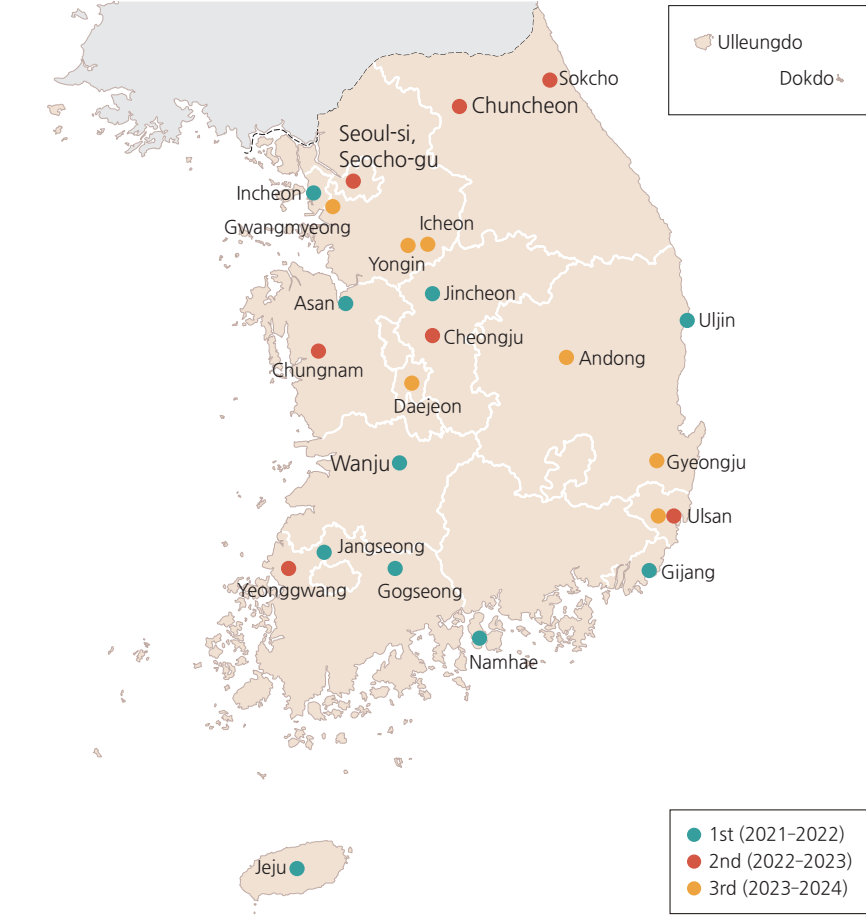 Ulleungdo
Dokdo
Sokcho
Chuncheon
Seoul-si,
Seocho-gu
Incheon
Gwangmyeong
Icheon
Yongin
Asan
Jincheon
Uljin
Cheongju
Chungnam
Andong
Daejeon
Wanju
Gyeongju
Ulsan
Jangseong
Gijang
Yeonggwang
Gogseong
Namhae
Jeju
1st (2021–2022)
2nd (2022–2023)
3rd (2023–2024)